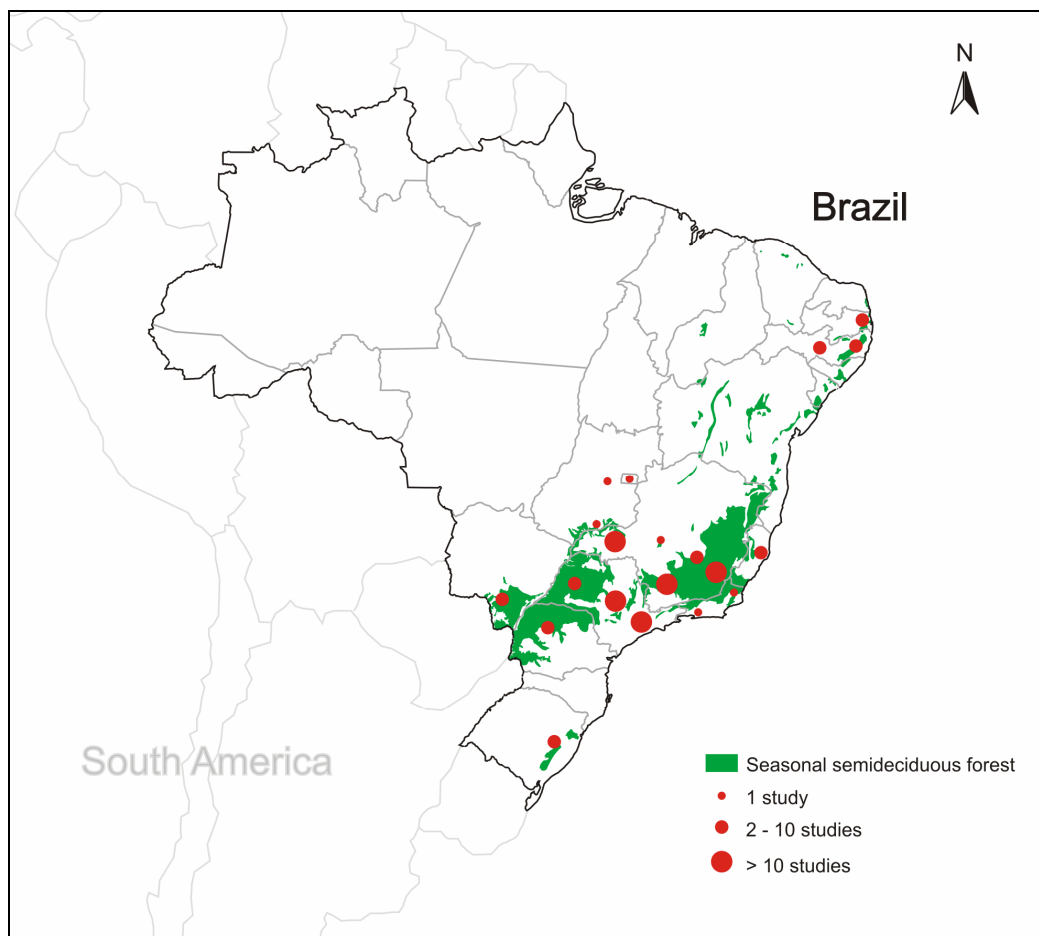 N
Brazil
South America
Seasonal semideciduous forest
1 study
2 - 10 studies
> 10 studies